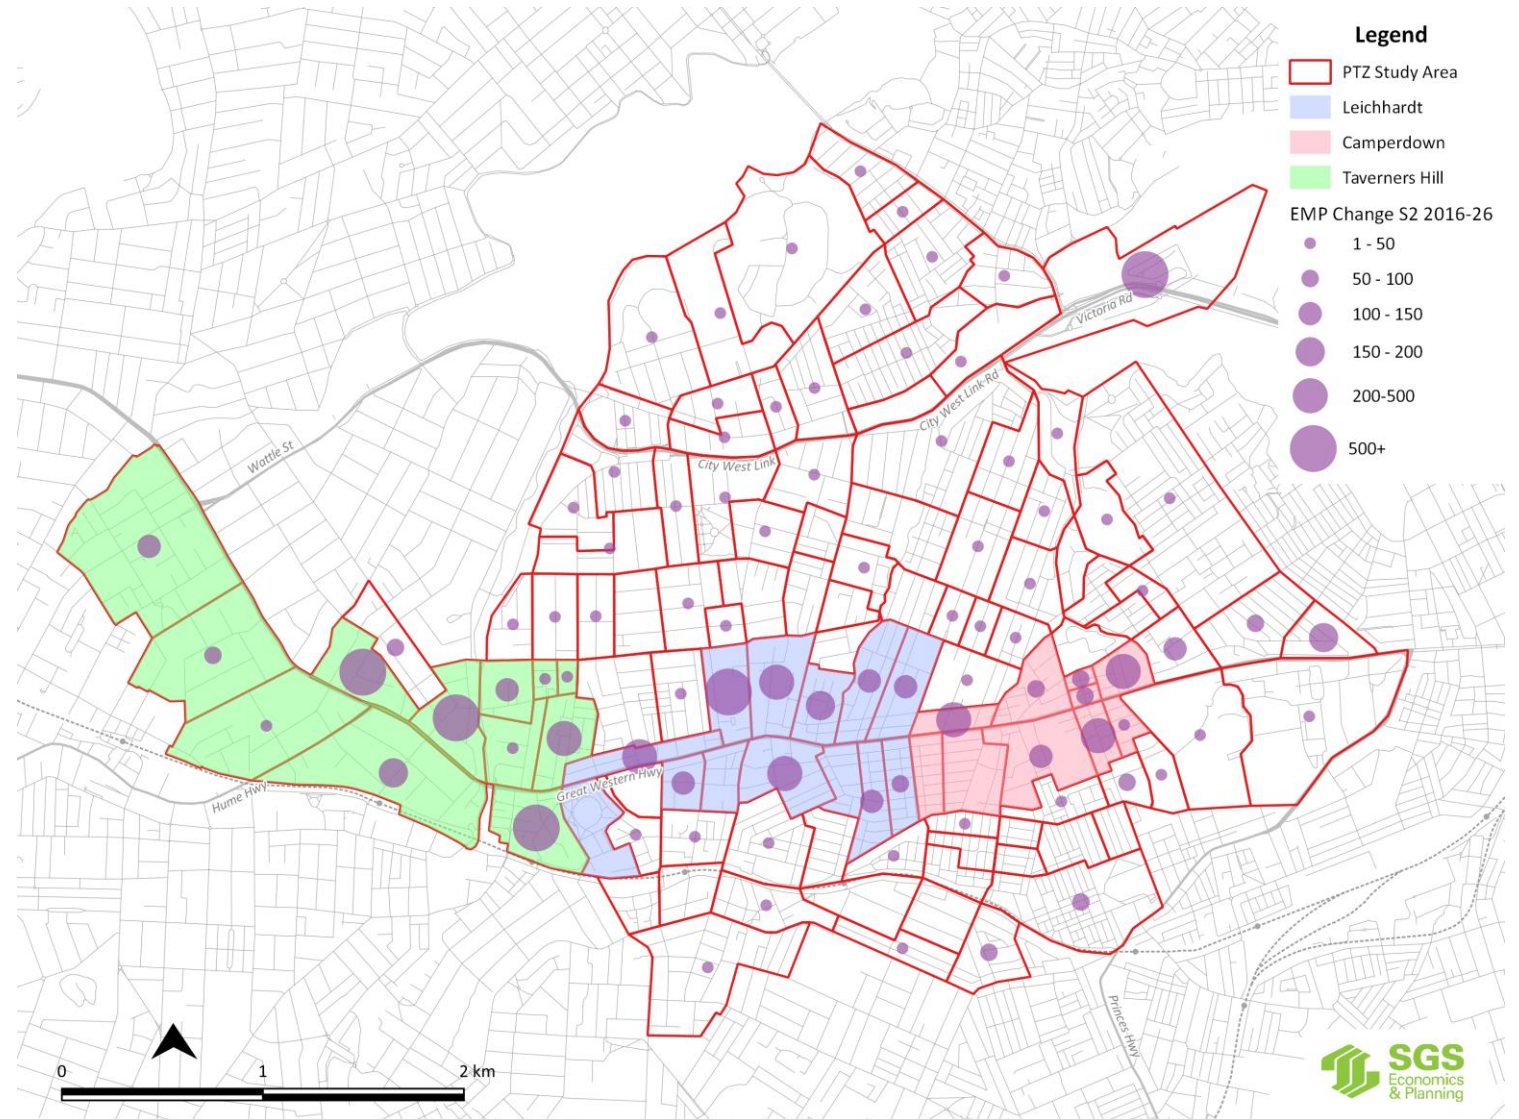 Legend
PTZ Study Area
Leichhardt
Camperdown
Taverners Hill
EMP Change S2 2016-26
1 - 50
50 - 100
100 - 150
150 - 200
200-500
500+
Victoria Rd
City West Link Rd
Wattle St
City West Link
Great Western Hwy
Hume Hwy
Princes Hwy
0 1 2 km
SGS
Economics
& Planning